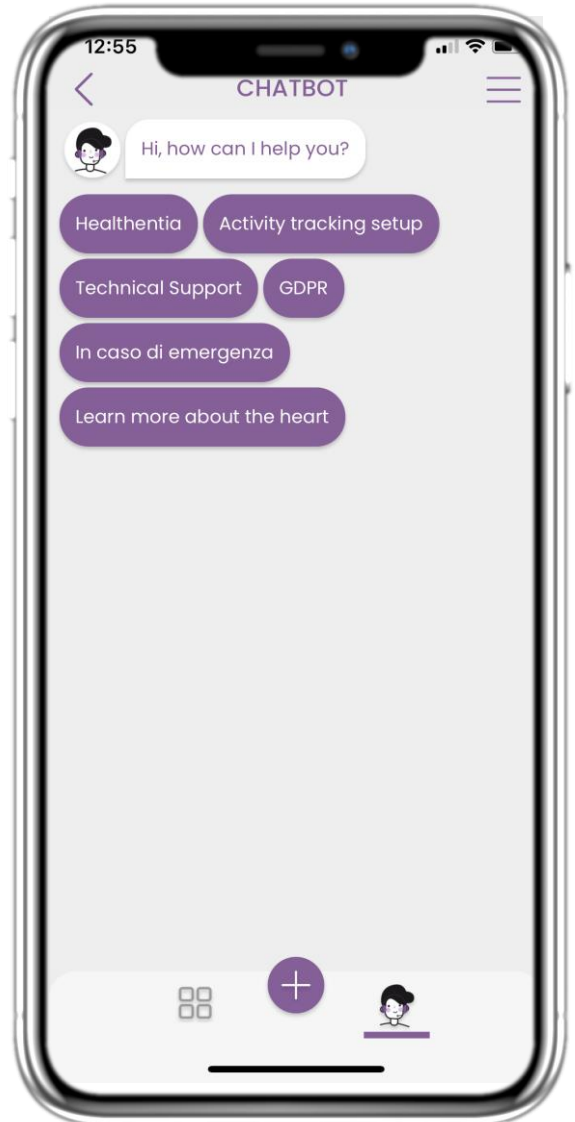 12:55
CHATBOT
Hi, how can I help you?
Healthentia Activity tracking setup
Technical Support GDPR
In caso di emergenza
Learn more about the heart